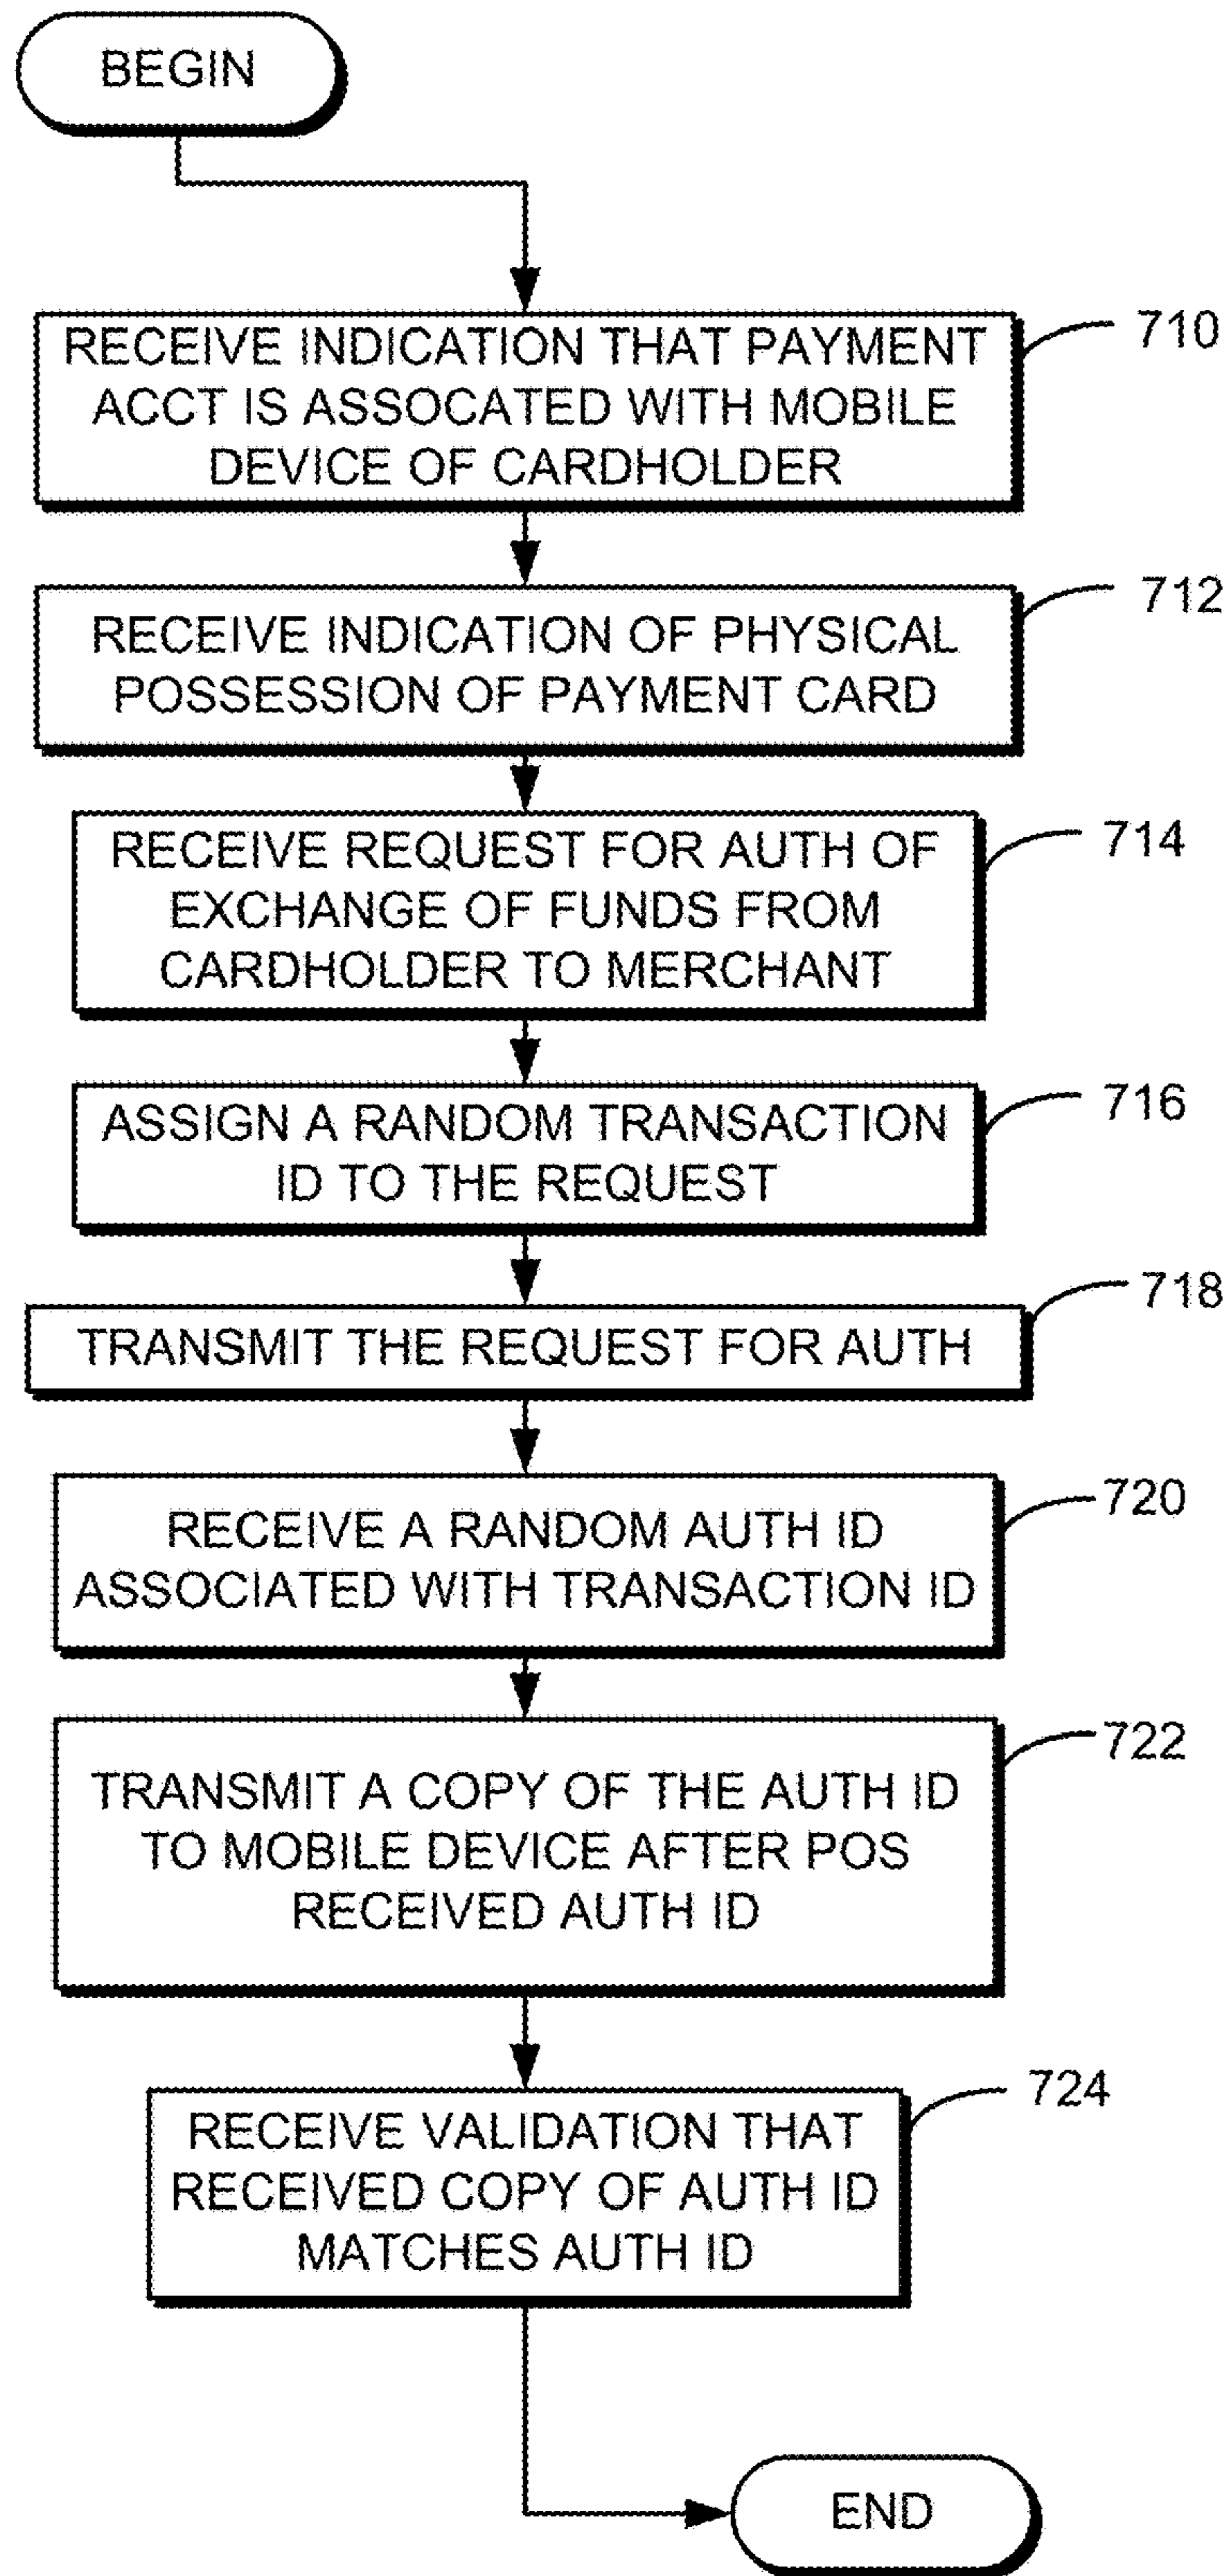 BEGIN
RECEIVE INDICATION THAT PAYMENT
ACCT IS ASSOCATED WITH MOBILE
DEVICE OF CARDHOLDER
710
RECEIVE INDICATION OF PHYSICAL
POSSESSION OF PAYMENT CARD
712
RECEIVE REQUEST FOR AUTH OF
EXCHANGE OF FUNDS FROM
CARDHOLDER TO MERCHANT
714
ASSIGN A RANDOM TRANSACTION
ID TO THE REQUEST
716
TRANSMIT THE REQUEST FOR AUTH
718
RECEIVE A RANDOM AUTH ID
ASSOCIATED WITH TRANSACTION ID
720
TRANSMIT A COPY OF THE AUTH ID
TO MOBILE DEVICE AFTER POS
RECEIVED AUTH ID
722
RECEIVE VALIDATION THAT
RECEIVED COPY OF AUTH ID
MATCHES AUTH ID
724
END